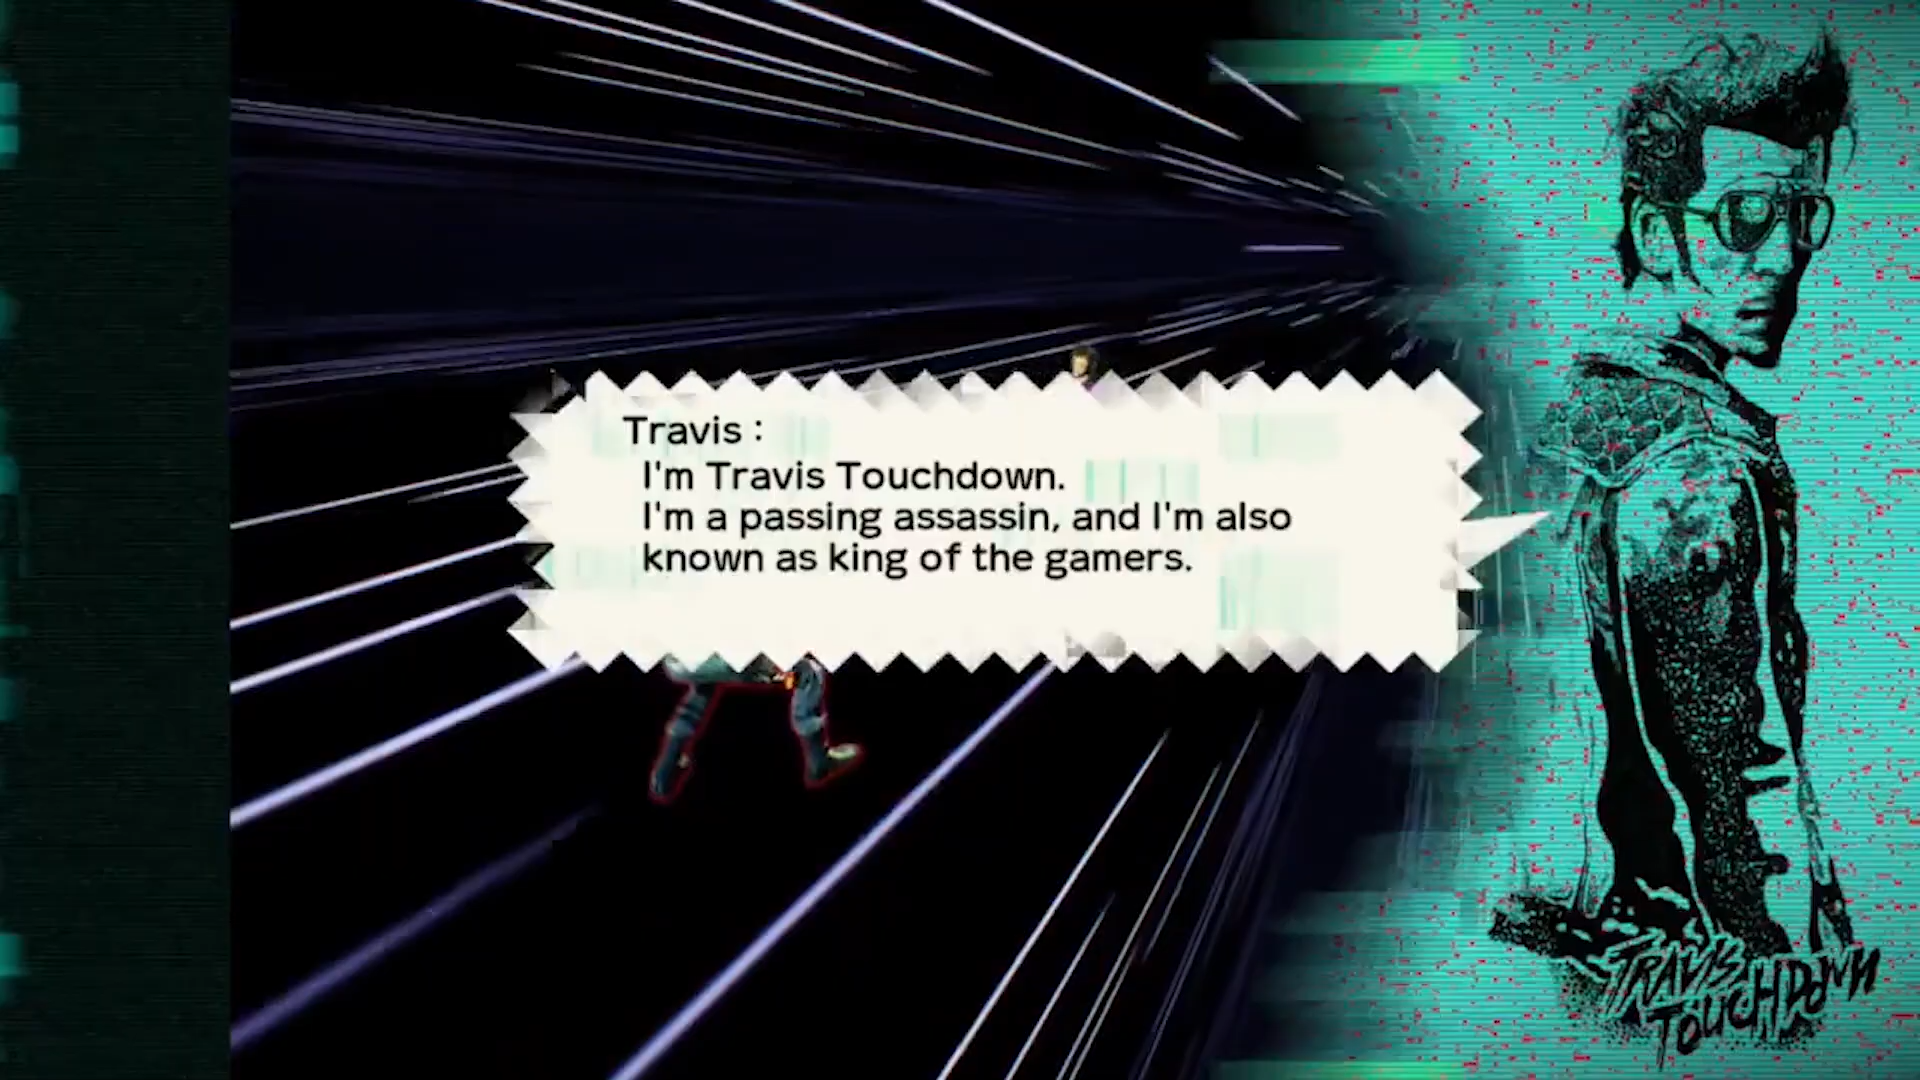 Travis :
I'm Travis Touchdown.
I'm a passing assassin, and I'm also
known as king of the gamers.
TRAVIS
TOUCHDOWN